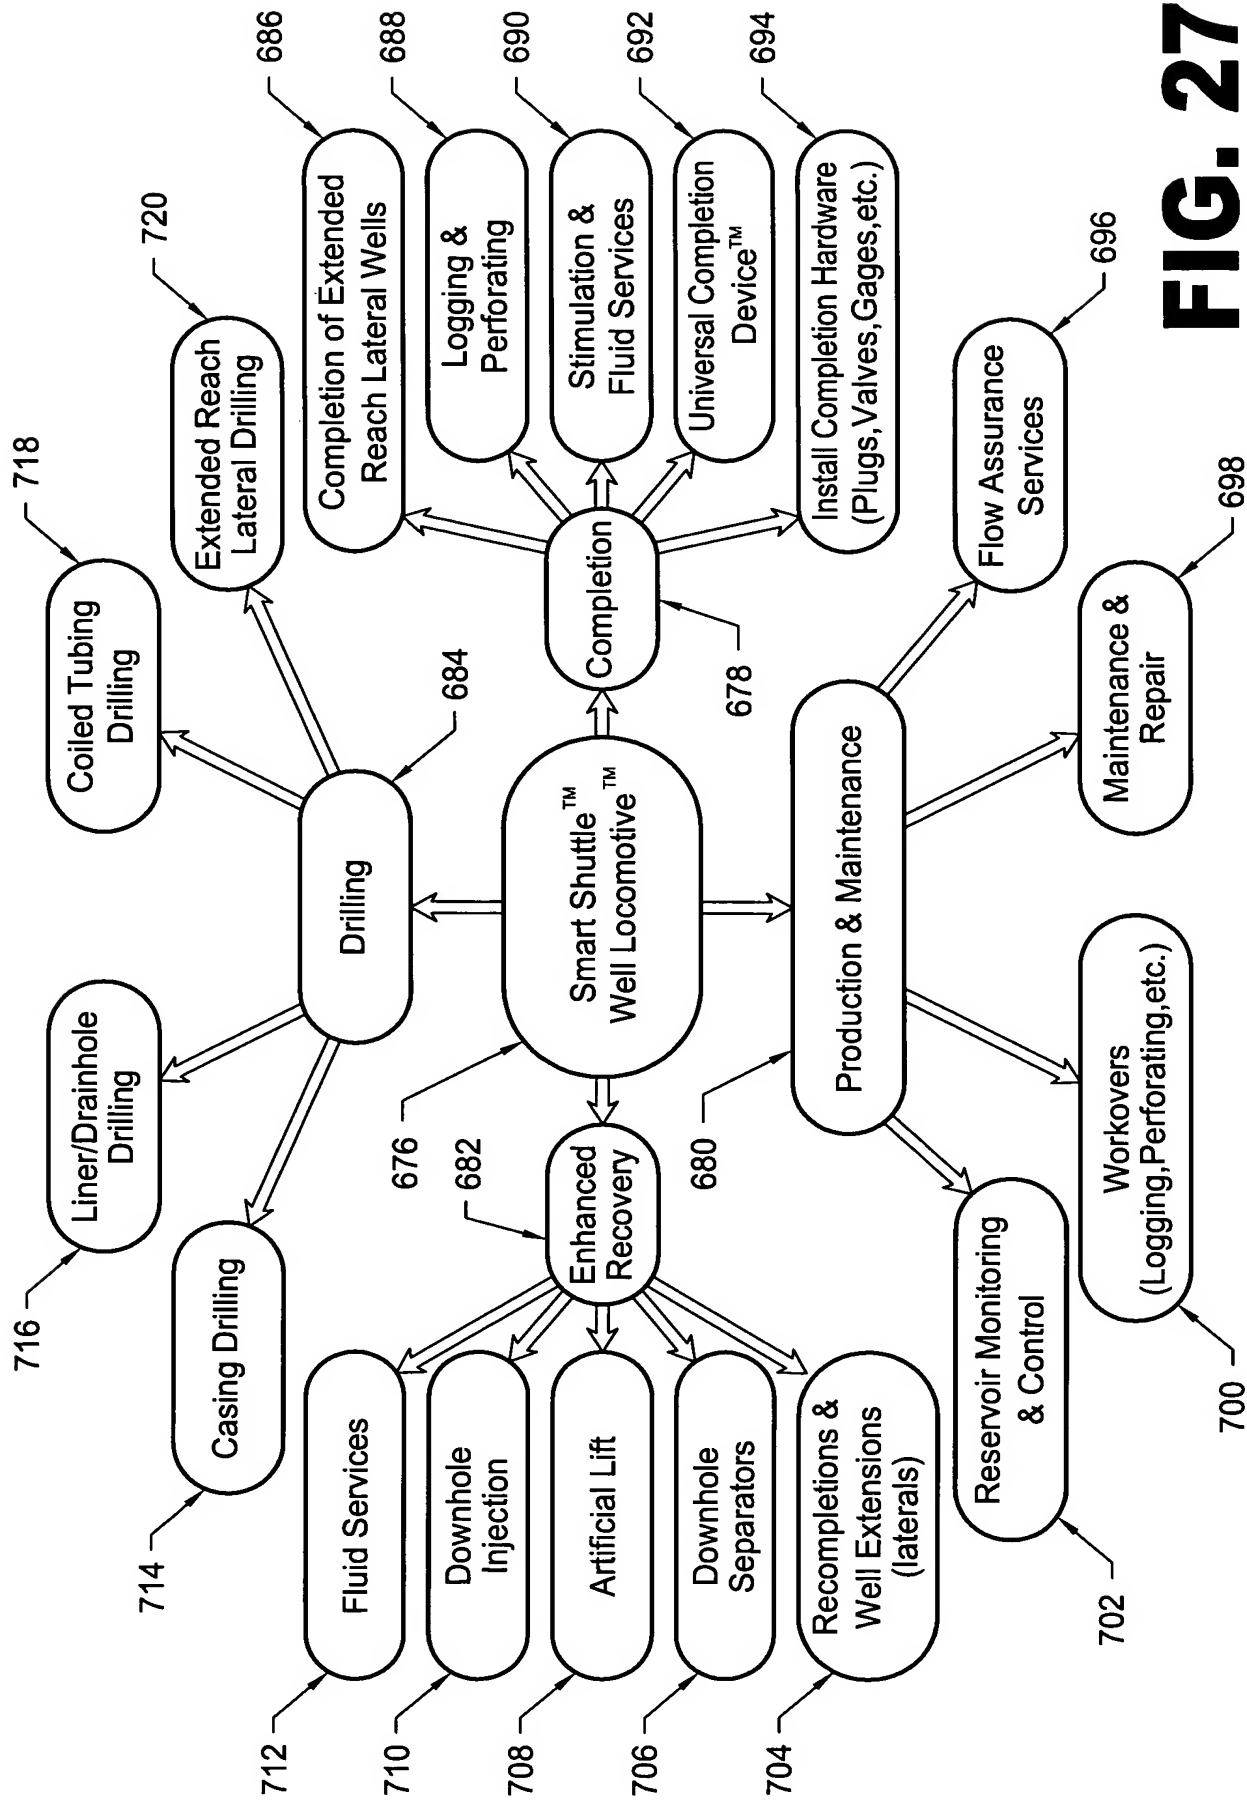 716
718
Liner/Drainhole
Drilling
Coiled Tubing
Drilling
714
720
Casing Drilling
Extended Reach
Lateral Drilling
684
Drilling
712
Fluid Services
686
Completion of Extended
Reach Lateral Wells
676
682
710
Downhole
Injection
688
Logging &
Perforating
708
Artificial Lift
Enhanced
Recovery
Smart Shuttle™
Well Locomotive™
Completion
690
Stimulation &
Fluid Services
706
Downhole
Separators
680
678
692
Universal Completion
Device™
704
Recompletions &
Well Extensions
(laterals)
Production & Maintenance
694
Install Completion Hardware
(Plugs,Valves,Gages,etc.)
702
Reservoir Monitoring
& Control
Flow Assurance
Services
696
700
Workovers
(Logging,Perforating,etc.)
Maintenance &
Repair
698
FIG. 27